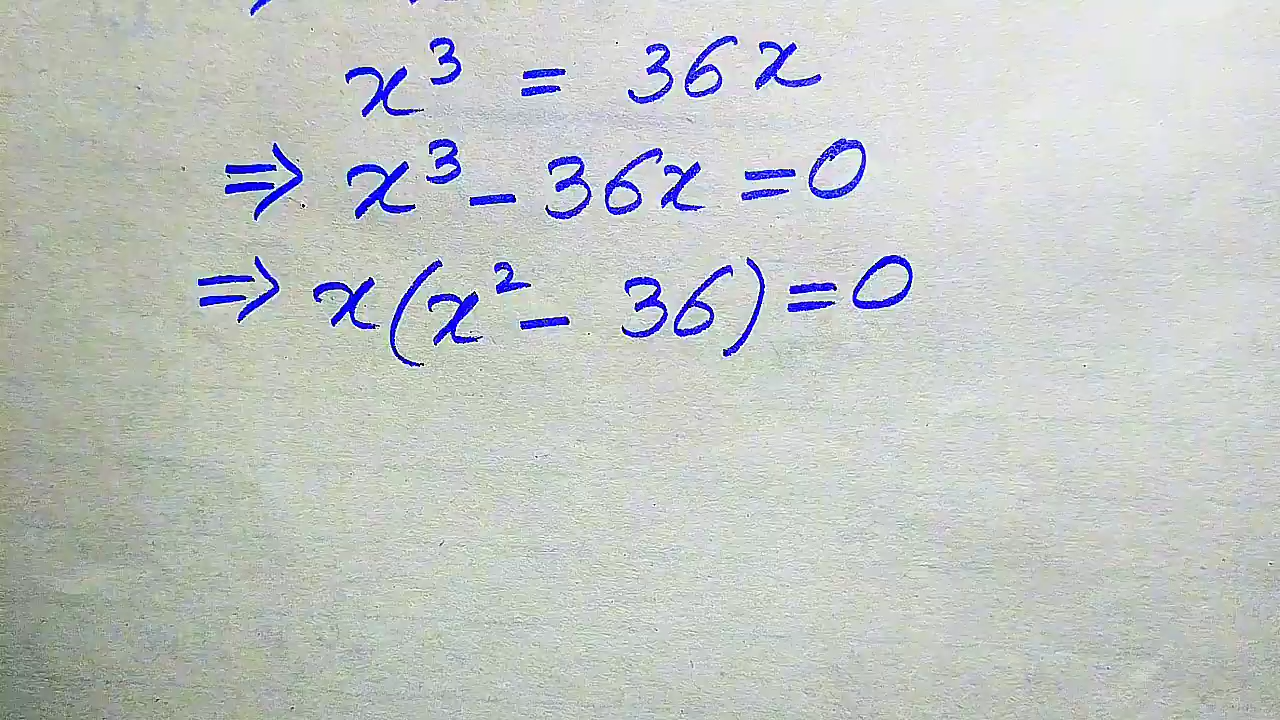 x³ = 36x
⇒ x³ - 36x = 0
⇒ x(x² - 36) = 0